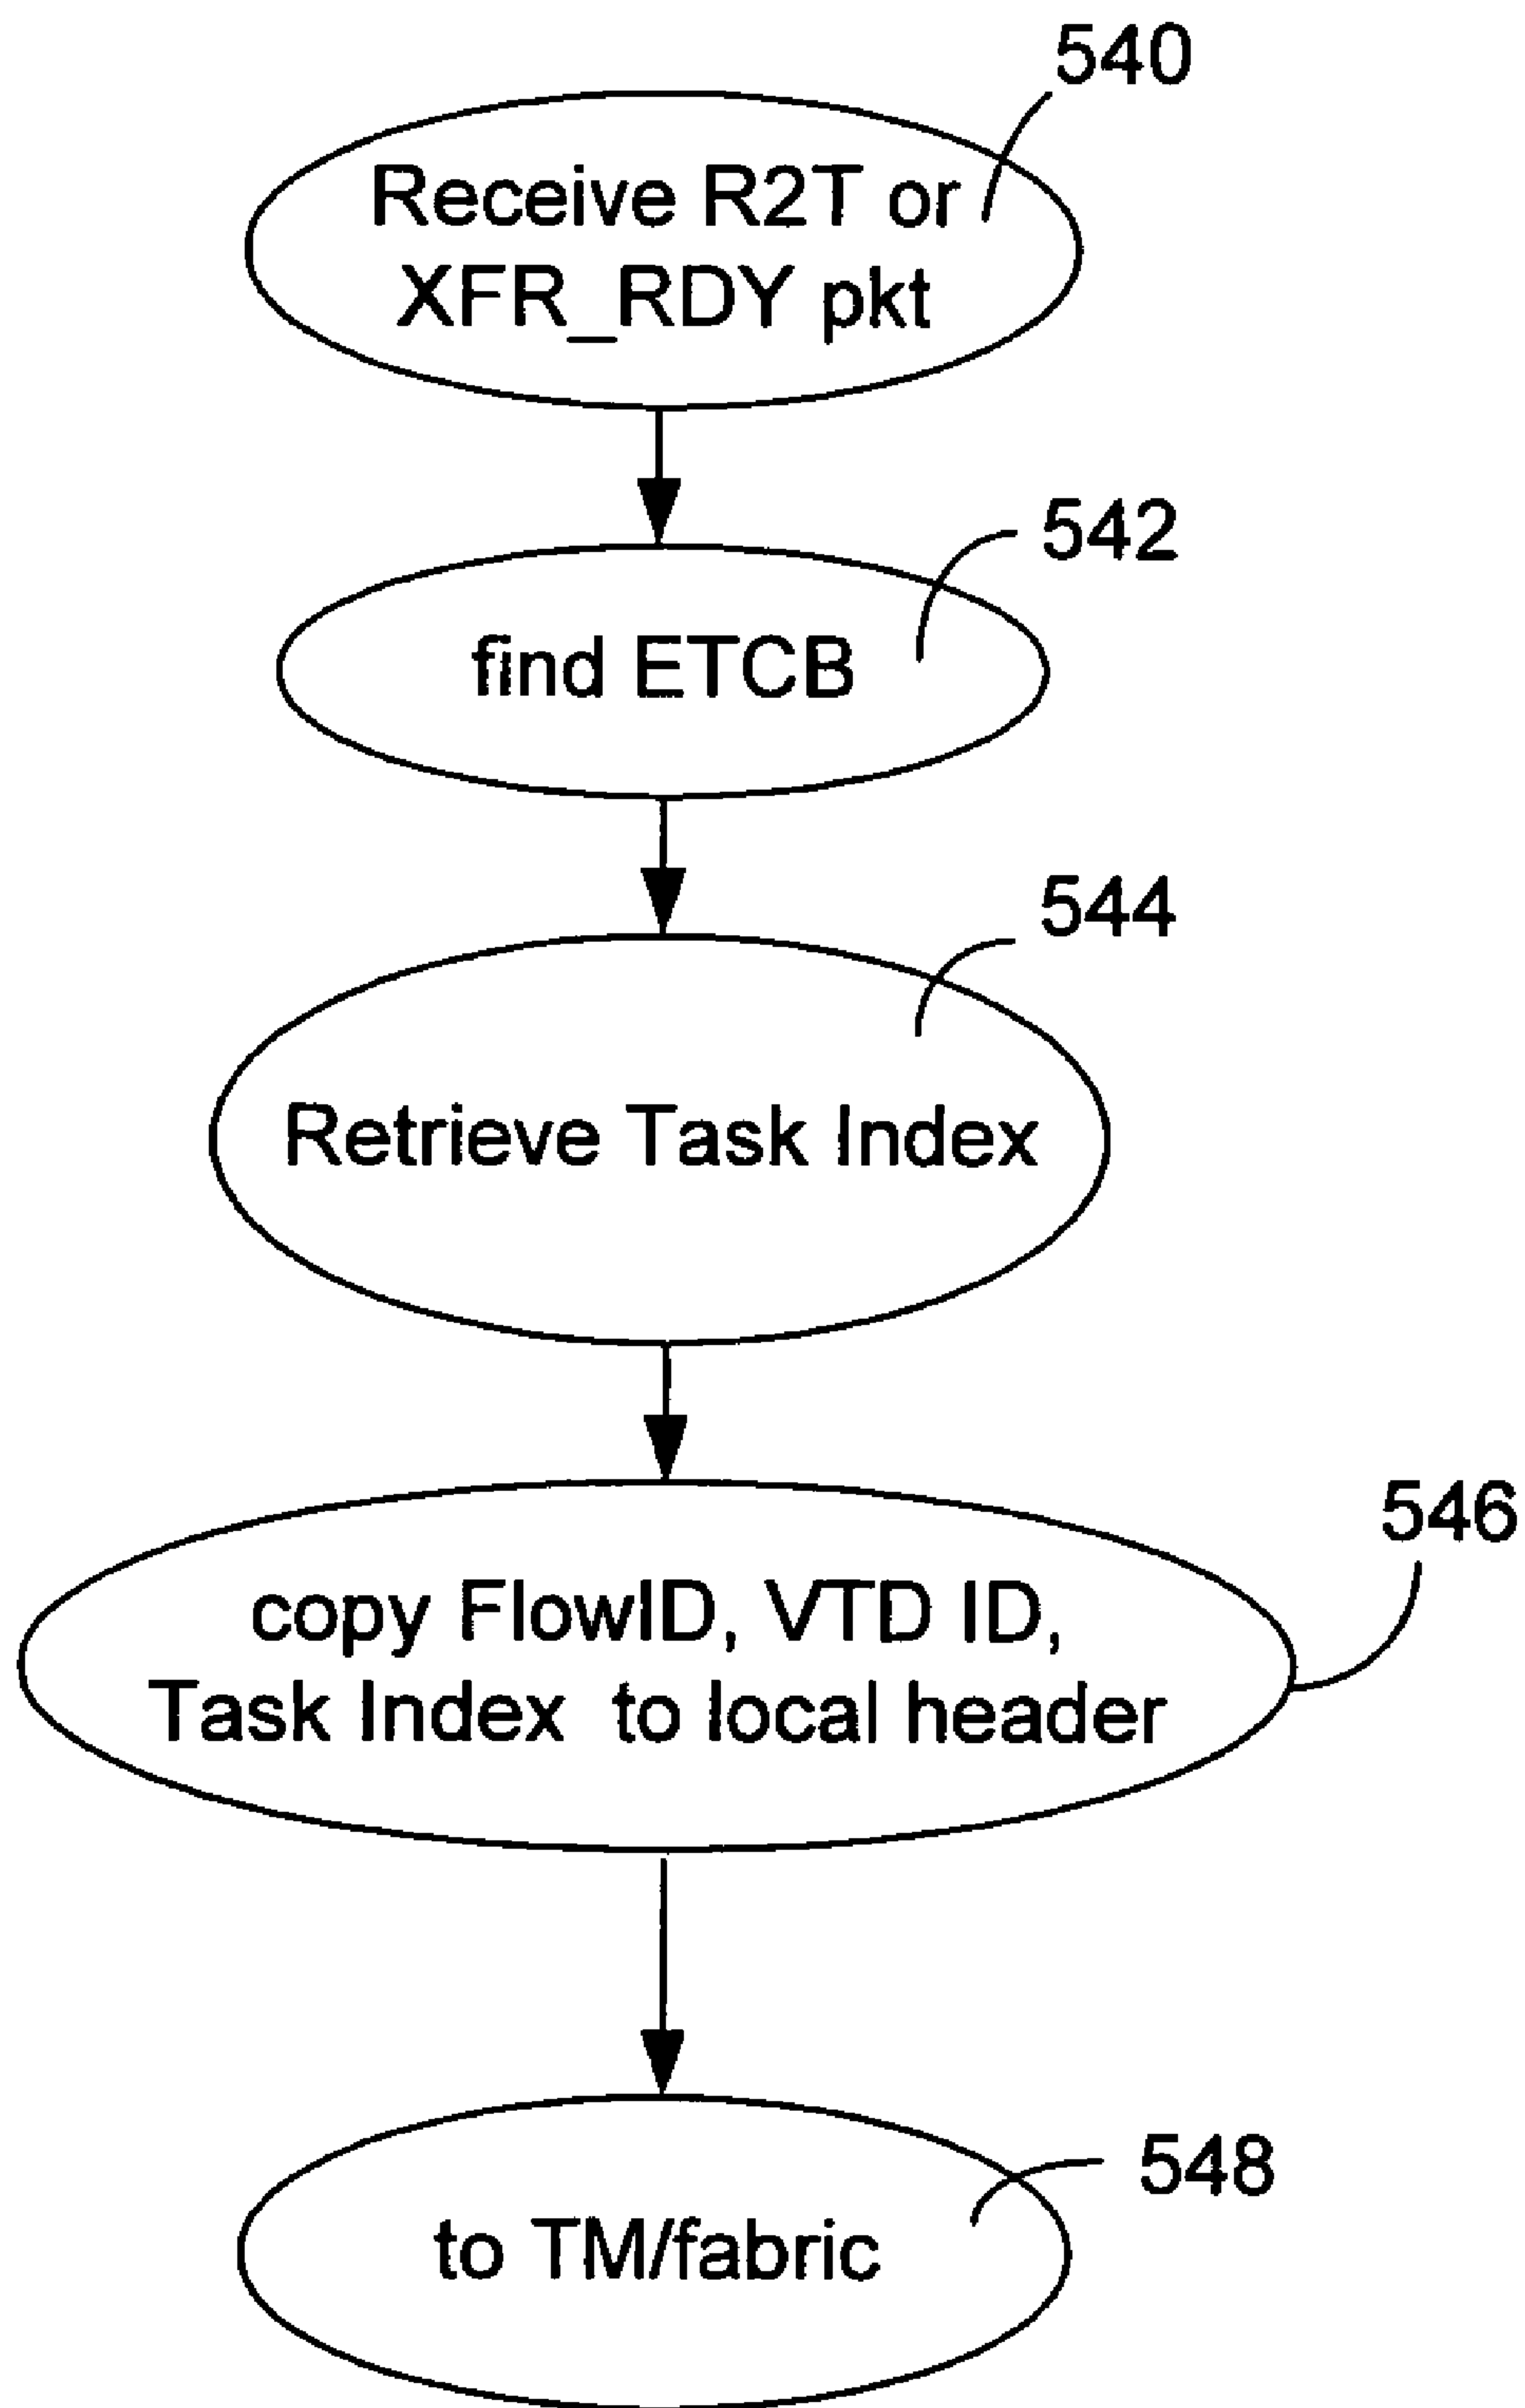 540
Receive R2T or
XFR_RDY pkt
542
find ETCB
544
Retrieve Task Index
546
copy FlowID, VTD ID,
Task Index to local header
548
to TM/fabric